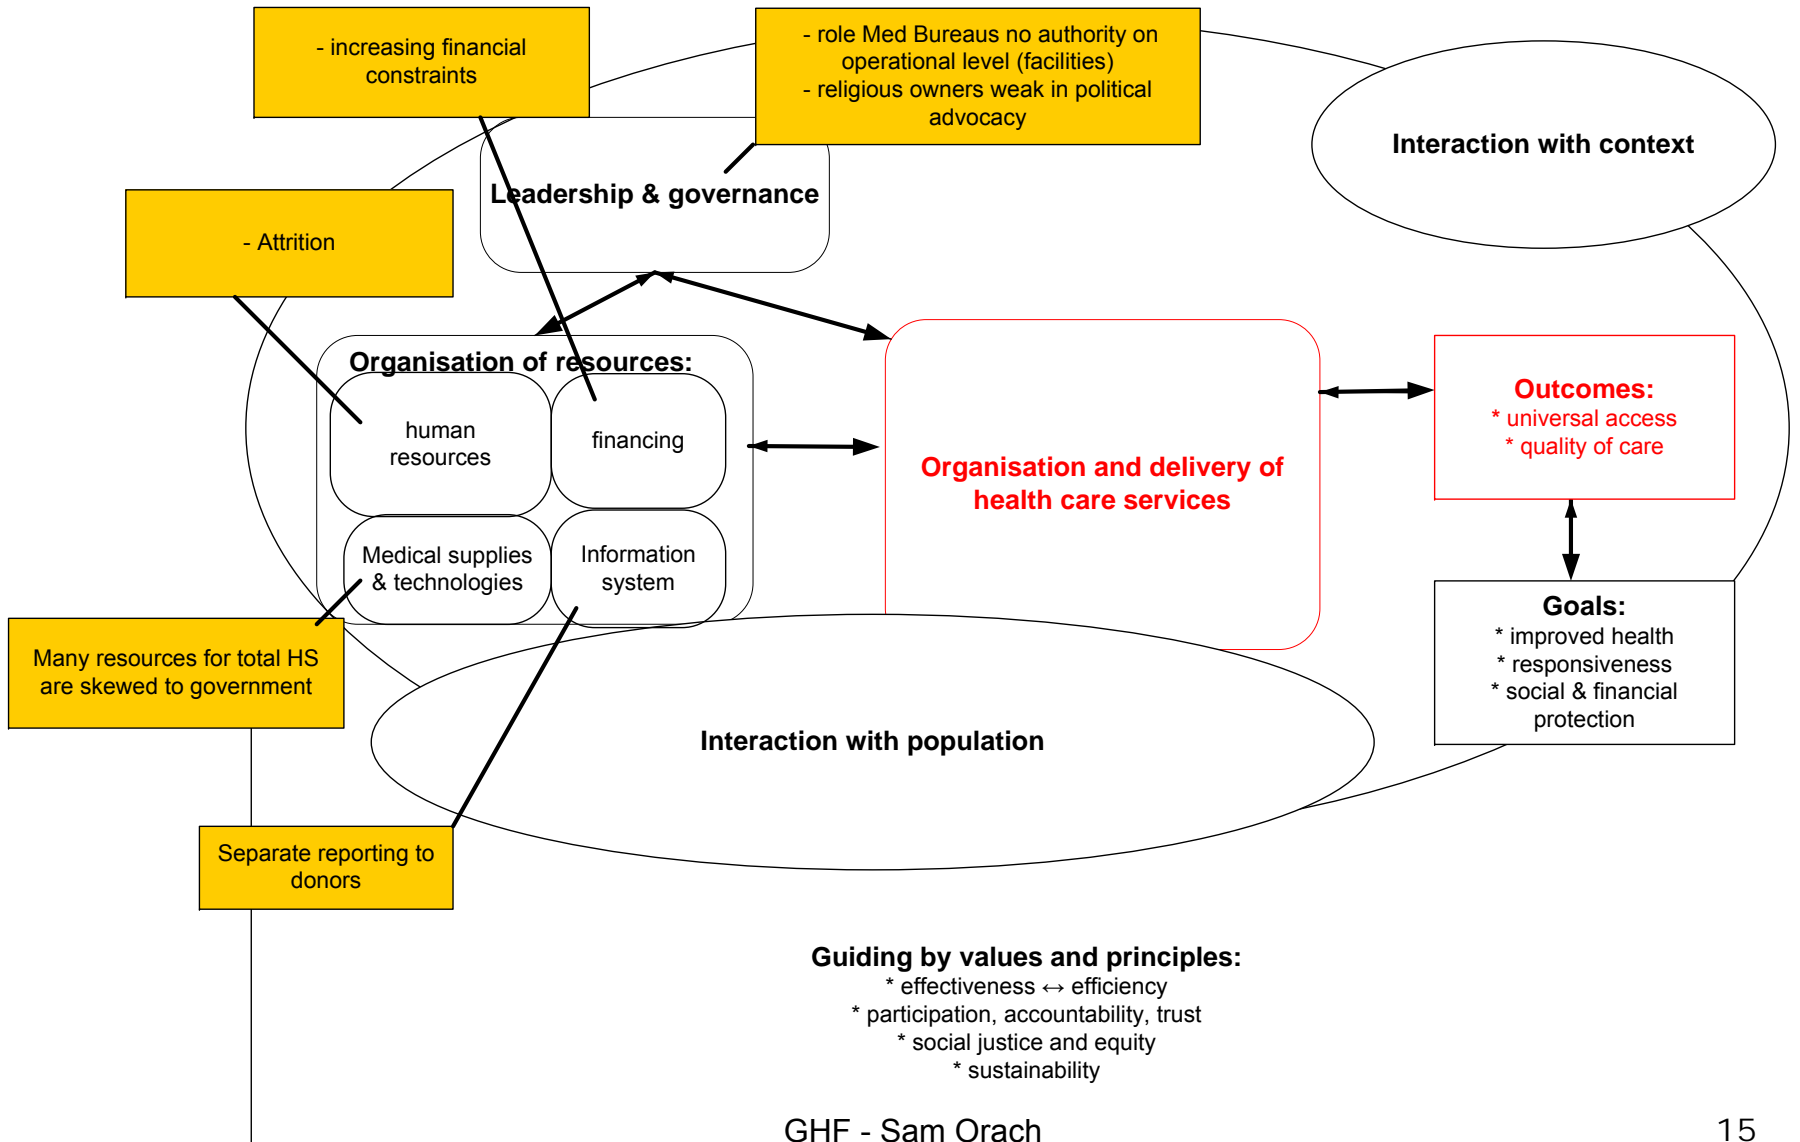 - increasing financial
constraints
- role Med Bureaus no authority on
operational level (facilities)
- religious owners weak in political
advocacy
Interaction with context
Leadership & governance
- Attrition
Organisation of resources:
human
resources
financing
Medical supplies
& technologies
Information
system
Organisation and delivery of
health care services
Outcomes:
* universal access
* quality of care
Goals:
* improved health
* responsiveness
* social & financial
protection
Many resources for total HS
are skewed to government
Interaction with population
Separate reporting to
donors
Guiding by values and principles:
* effectiveness ↔ efficiency
* participation, accountability, trust
* social justice and equity
* sustainability
GHF - Sam Orach
15